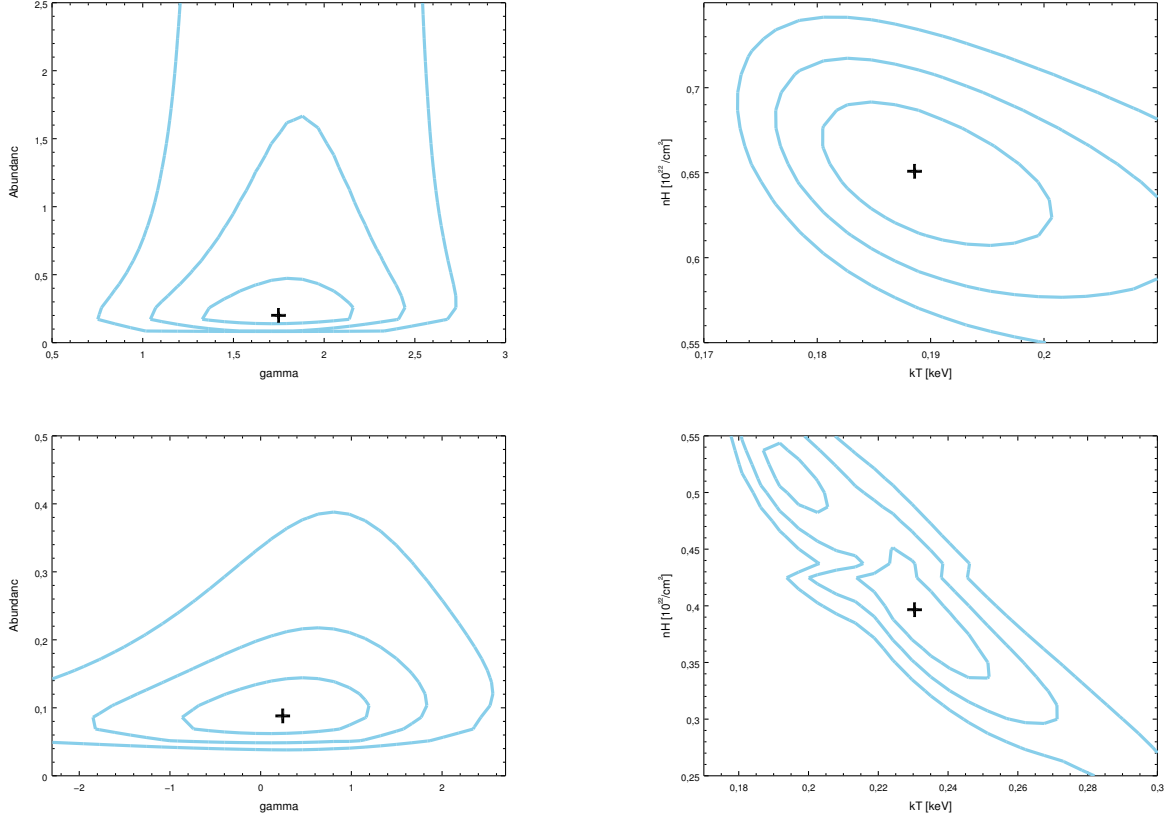 2,5
2
1,5
1
0,5
0
Abundanc
0,5 1 1,5 2 2,5 3
gamma
0,7
0,65
0,6
0,55
nH [10²² /cm²]
0,17 0,18 0,19 0,2
kT [keV]
0,5
0,4
0,3
0,2
0,1
0
Abundanc
−2 −1 0 1 2
gamma
0,55
0,5
0,45
0,4
0,35
0,3
0,25
nH [10²²/cm²]
0,18 0,2 0,22 0,24 0,26 0,28 0,3
kT [keV]